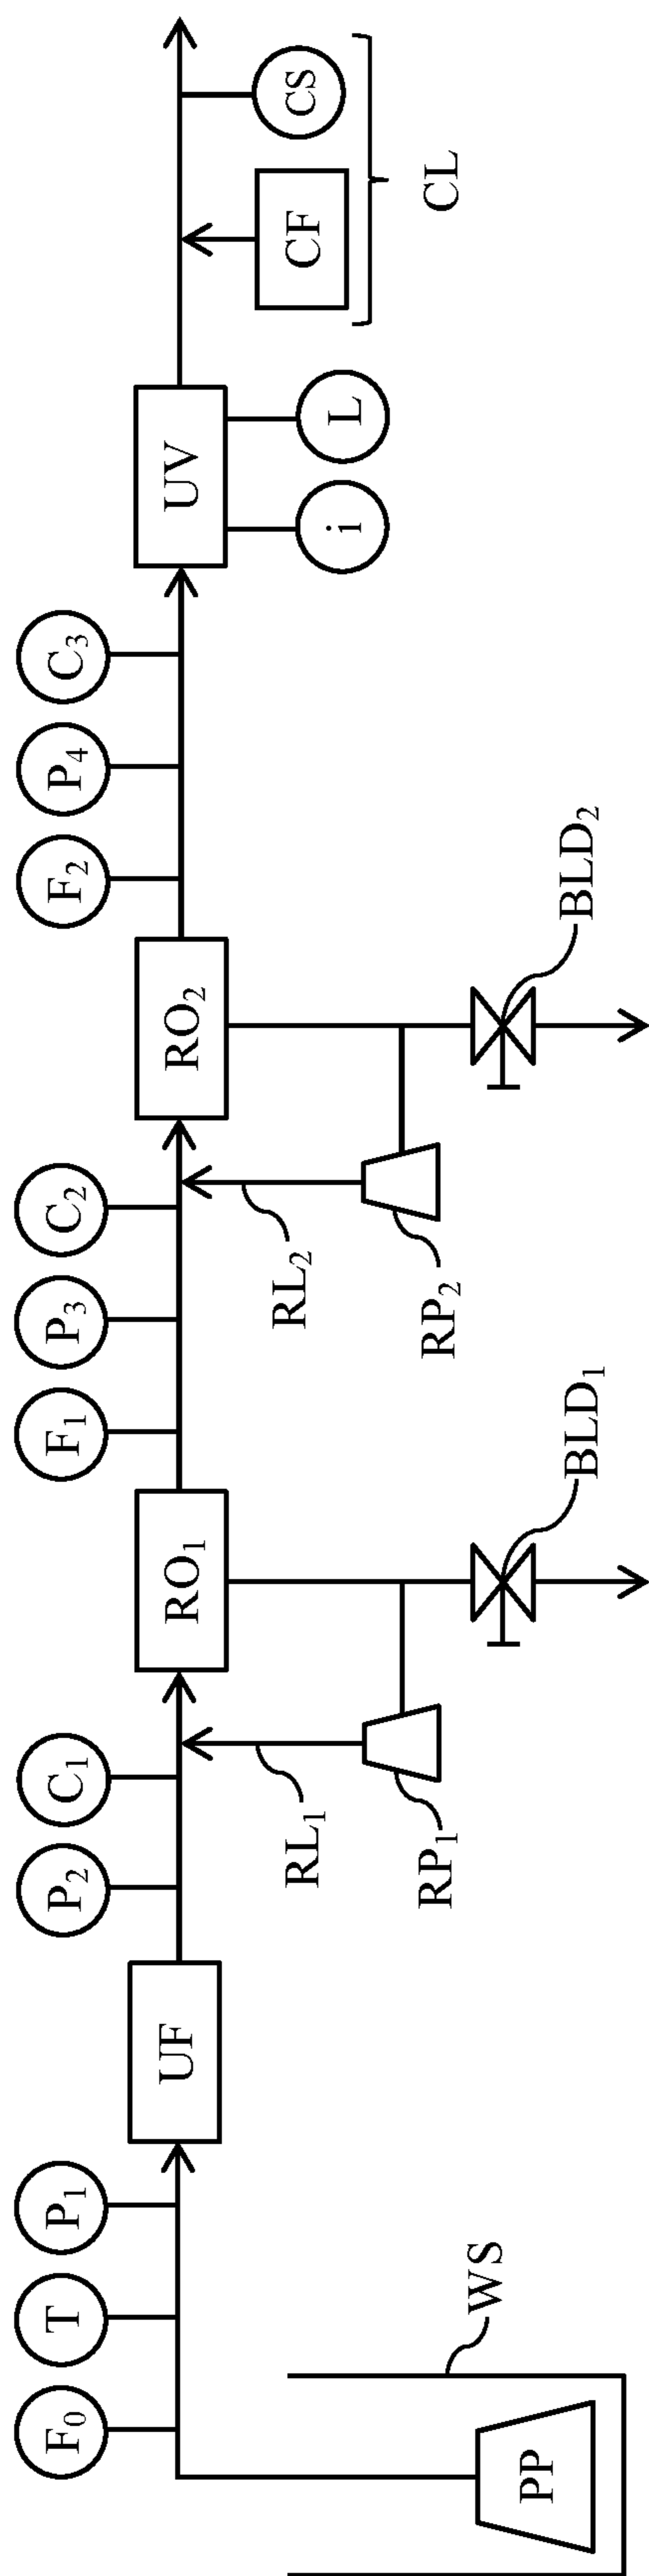 F₀
T
P₁
P₂
C₁
F₁
P₃
C₂
F₂
P₄
C₃
UF
RO₁
RO₂
UV
CF
CS
i
L
CL
RL₁
RL₂
RP₁
RP₂
BLD₁
BLD₂
WS
PP